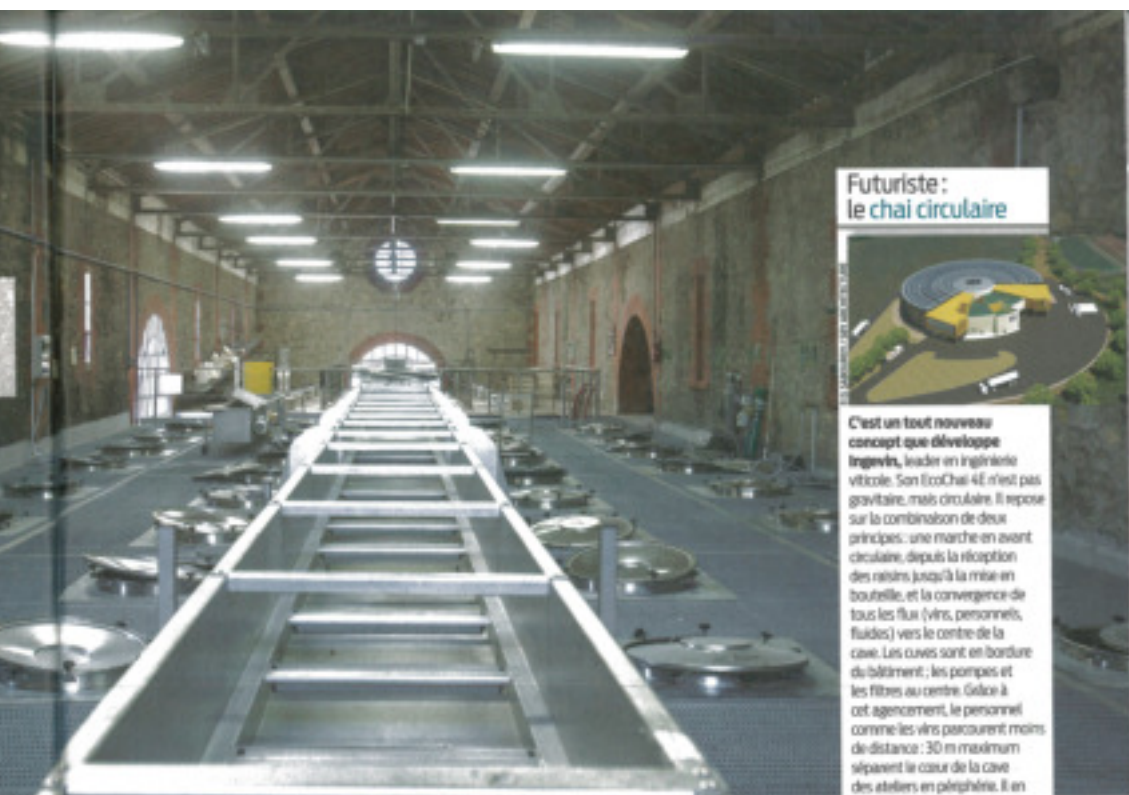 Futuriste :
le chai circulaire
C'est un tout nouveau
concept que développe
Ingevin, leader en ingénierie
viticole. Son EcoChai 4E n'est pas
gravitaire, mais circulaire. Il repose
sur la combinaison de deux
principes : une marche en avant
circulaire, depuis la réception
des raisins jusqu'à la mise en
bouteille, et la convergence de
tous les flux (vins, personnels,
fluides) vers le centre de la
cave. Les cuves sont en bordure
du bâtiment ; les pompes et
les filtres au centre. Grâce à
cet agencement, le personnel
comme les vins parcourent moins
de distance : 30 m maximum
séparent le cœur de la cave
des ateliers en périphérie. Il en